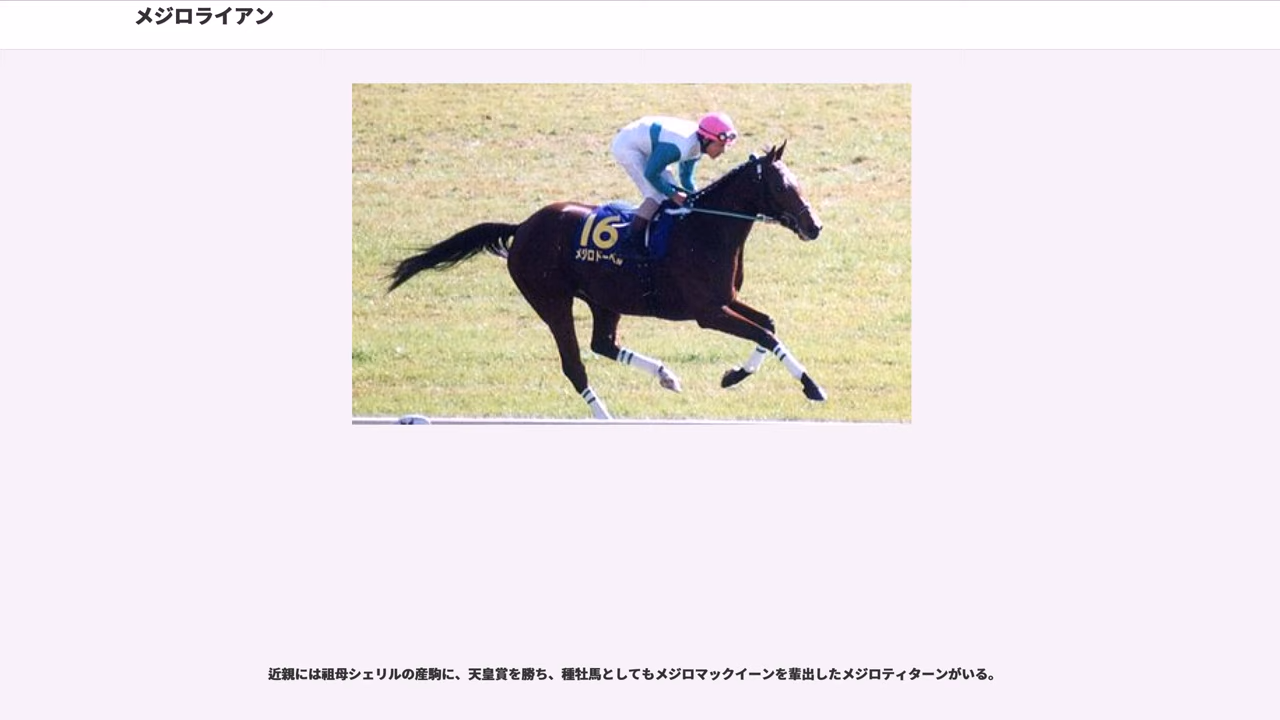 メジロライアン
16
メジロドーベル
近親には祖母シェリルの産駒に、天皇賞を勝ち、種牡馬としてもメジロマックイーンを輩出したメジロティターンがいる。